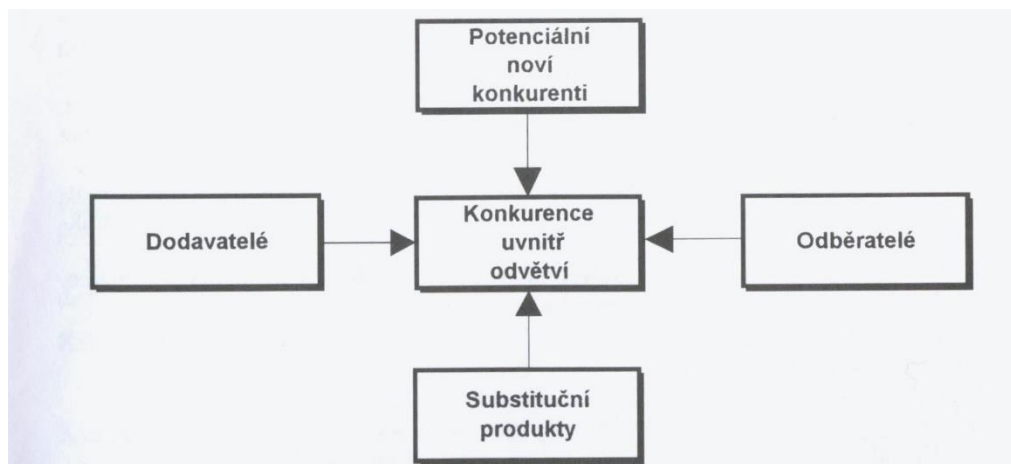 Potenciální
noví
konkurenti
Dodavatelé
Konkurence
uvnitř
odvětví
Odběratelé
Substituční
produkty